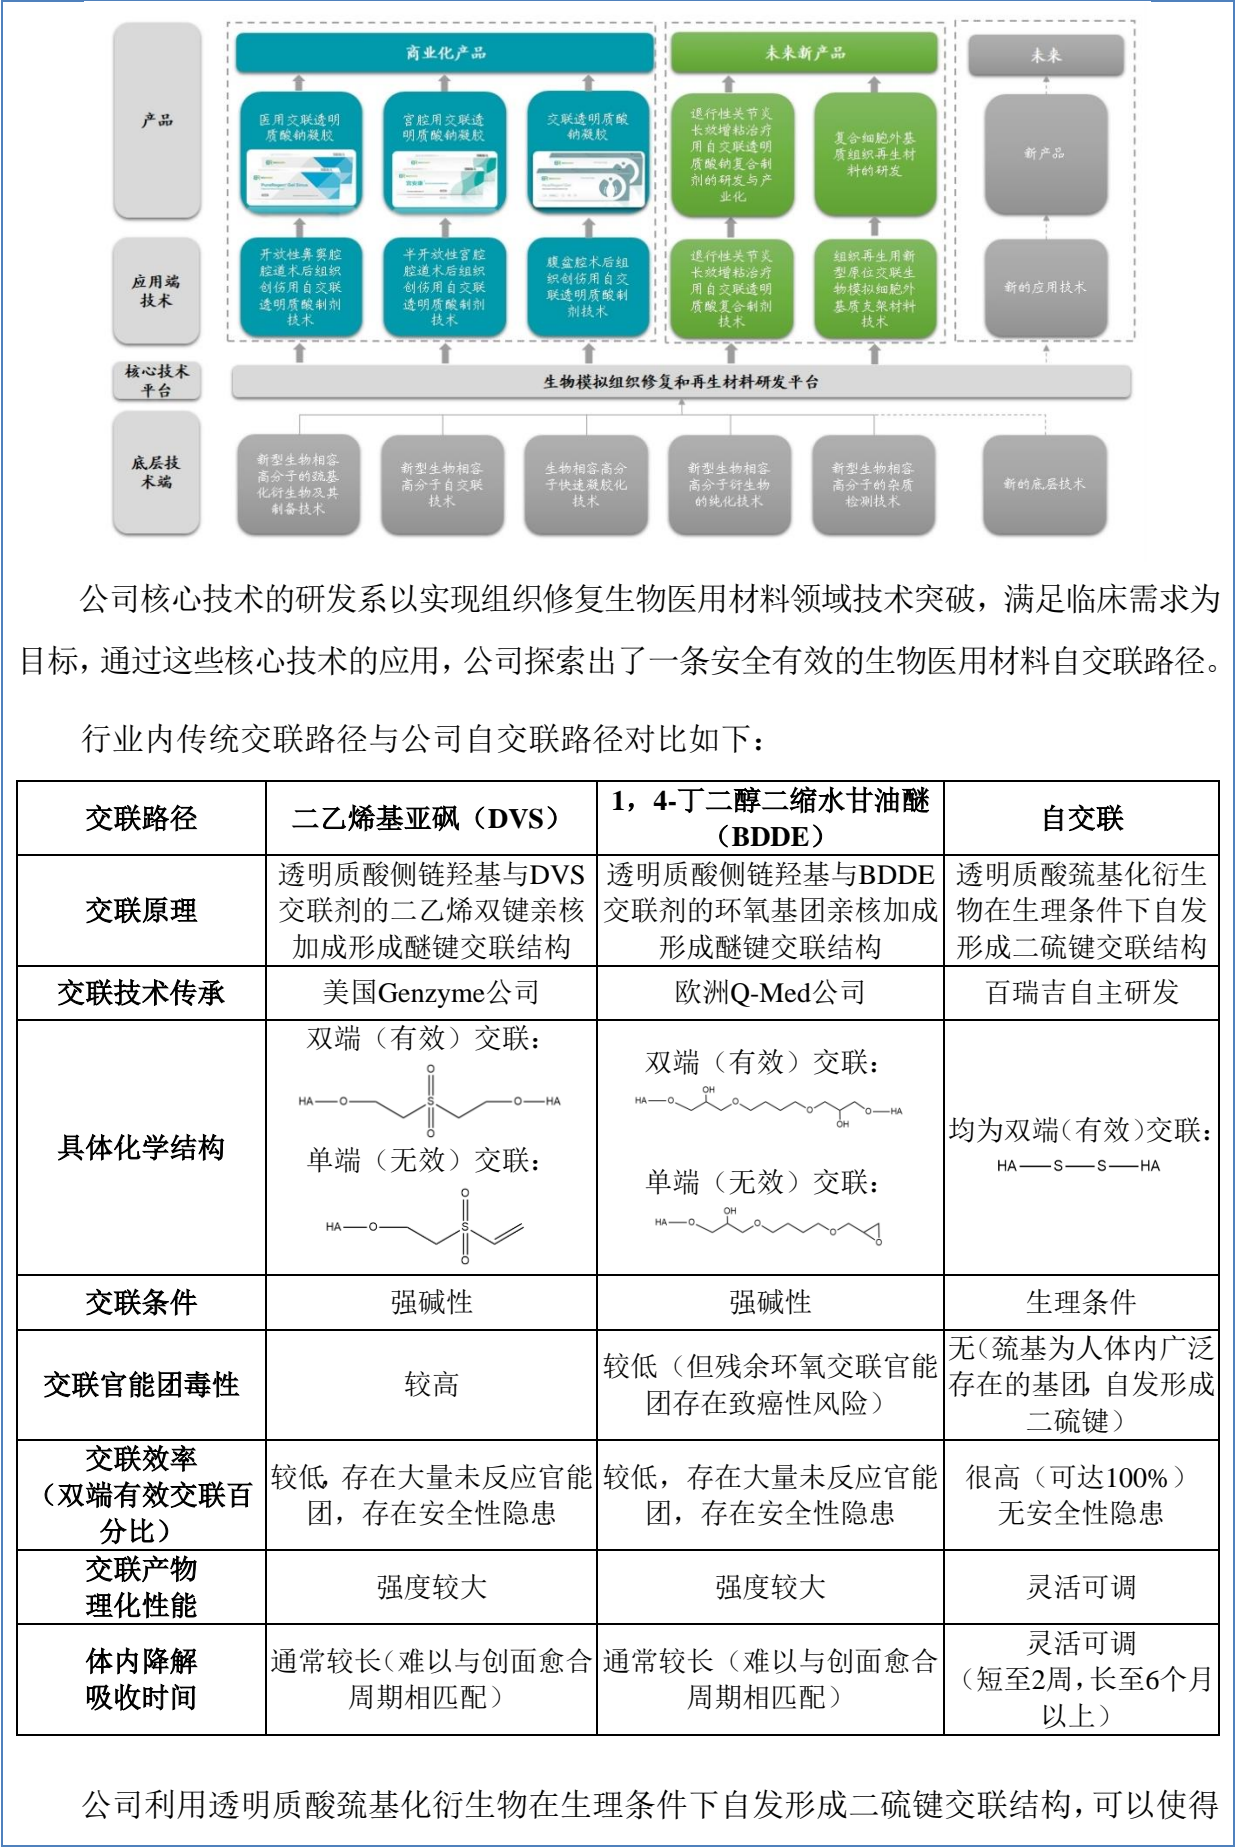 商业化产品
未来新产品
未来
产品
医用交联透明
质酸钠凝胶
宫腔用交联透
明质酸钠凝胶
交联透明质酸
钠凝胶
退行性关节炎
长效增粘治疗
用自交联透明
质酸钠复合制
剂的研发与产
业化
复合细胞外基
质组织再生材
料的研发
新产品
应用端
技术
开放性鼻窦腔
腔道术后组织
创伤用自交联
透明质酸制剂
技术
半开放性宫腔
腔道术后组织
创伤用自交联
透明质酸制剂
技术
腹盆腔术后组
织创伤用自交
联透明质酸制
剂技术
退行性关节炎
长效增粘治疗
用自交联透明
质酸复合制剂
技术
组织再生用新
型原位交联生
物模拟细胞外
基质支架材料
技术
新的应用技术
核心技术
平台
生物模拟组织修复和再生材料研发平台
底层技
术端
新型生物相容
高分子的巯基
化衍生物及其
制备技术
新型生物相容
高分子自交联
技术
生物相容高分
子快速凝胶化
技术
新型生物相容
高分子衍生物
的纯化技术
新型生物相容
高分子的杂质
检测技术
新的底层技术
公司核心技术的研发系以实现组织修复生物医用材料领域技术突破，满足临床需求为
目标，通过这些核心技术的应用，公司探索出了一条安全有效的生物医用材料自交联路径。
行业内传统交联路径与公司自交联路径对比如下：
交联路径
二乙烯基亚砜（DVS）
1，4-丁二醇二缩水甘油醚
（BDDE）
自交联
交联原理
透明质酸侧链羟基与DVS
交联剂的二乙烯双键亲核
加成形成醚键交联结构
透明质酸侧链羟基与BDDE
交联剂的环氧基团亲核加成
形成醚键交联结构
透明质酸巯基化衍生
物在生理条件下自发
形成二硫键交联结构
交联技术传承
美国Genzyme公司
欧洲Q-Med公司
百瑞吉自主研发
具体化学结构
双端（有效）交联：
O
HA—O S O—HA
O
单端（无效）交联：
O
HA—O S
O
双端（有效）交联：
OH
HA—O O O O—HA
OH
单端（无效）交联：
OH
HA—O O O O
均为双端（有效）交联：
HA—S—S—HA
交联条件
强碱性
强碱性
生理条件
交联官能团毒性
较高
较低（但残余环氧交联官能
团存在致癌性风险）
无（巯基为人体内广泛
存在的基团，自发形成
二硫键）
交联效率
（双端有效交联百
分比）
较低，存在大量未反应官能
团，存在安全性隐患
较低，存在大量未反应官能
团，存在安全性隐患
很高（可达100%）
无安全性隐患
交联产物
理化性能
强度较大
强度较大
灵活可调
体内降解
吸收时间
通常较长（难以与创面愈合
周期相匹配）
通常较长（难以与创面愈合
周期相匹配）
灵活可调
（短至2周，长至6个月
以上）
公司利用透明质酸巯基化衍生物在生理条件下自发形成二硫键交联结构，可以使得